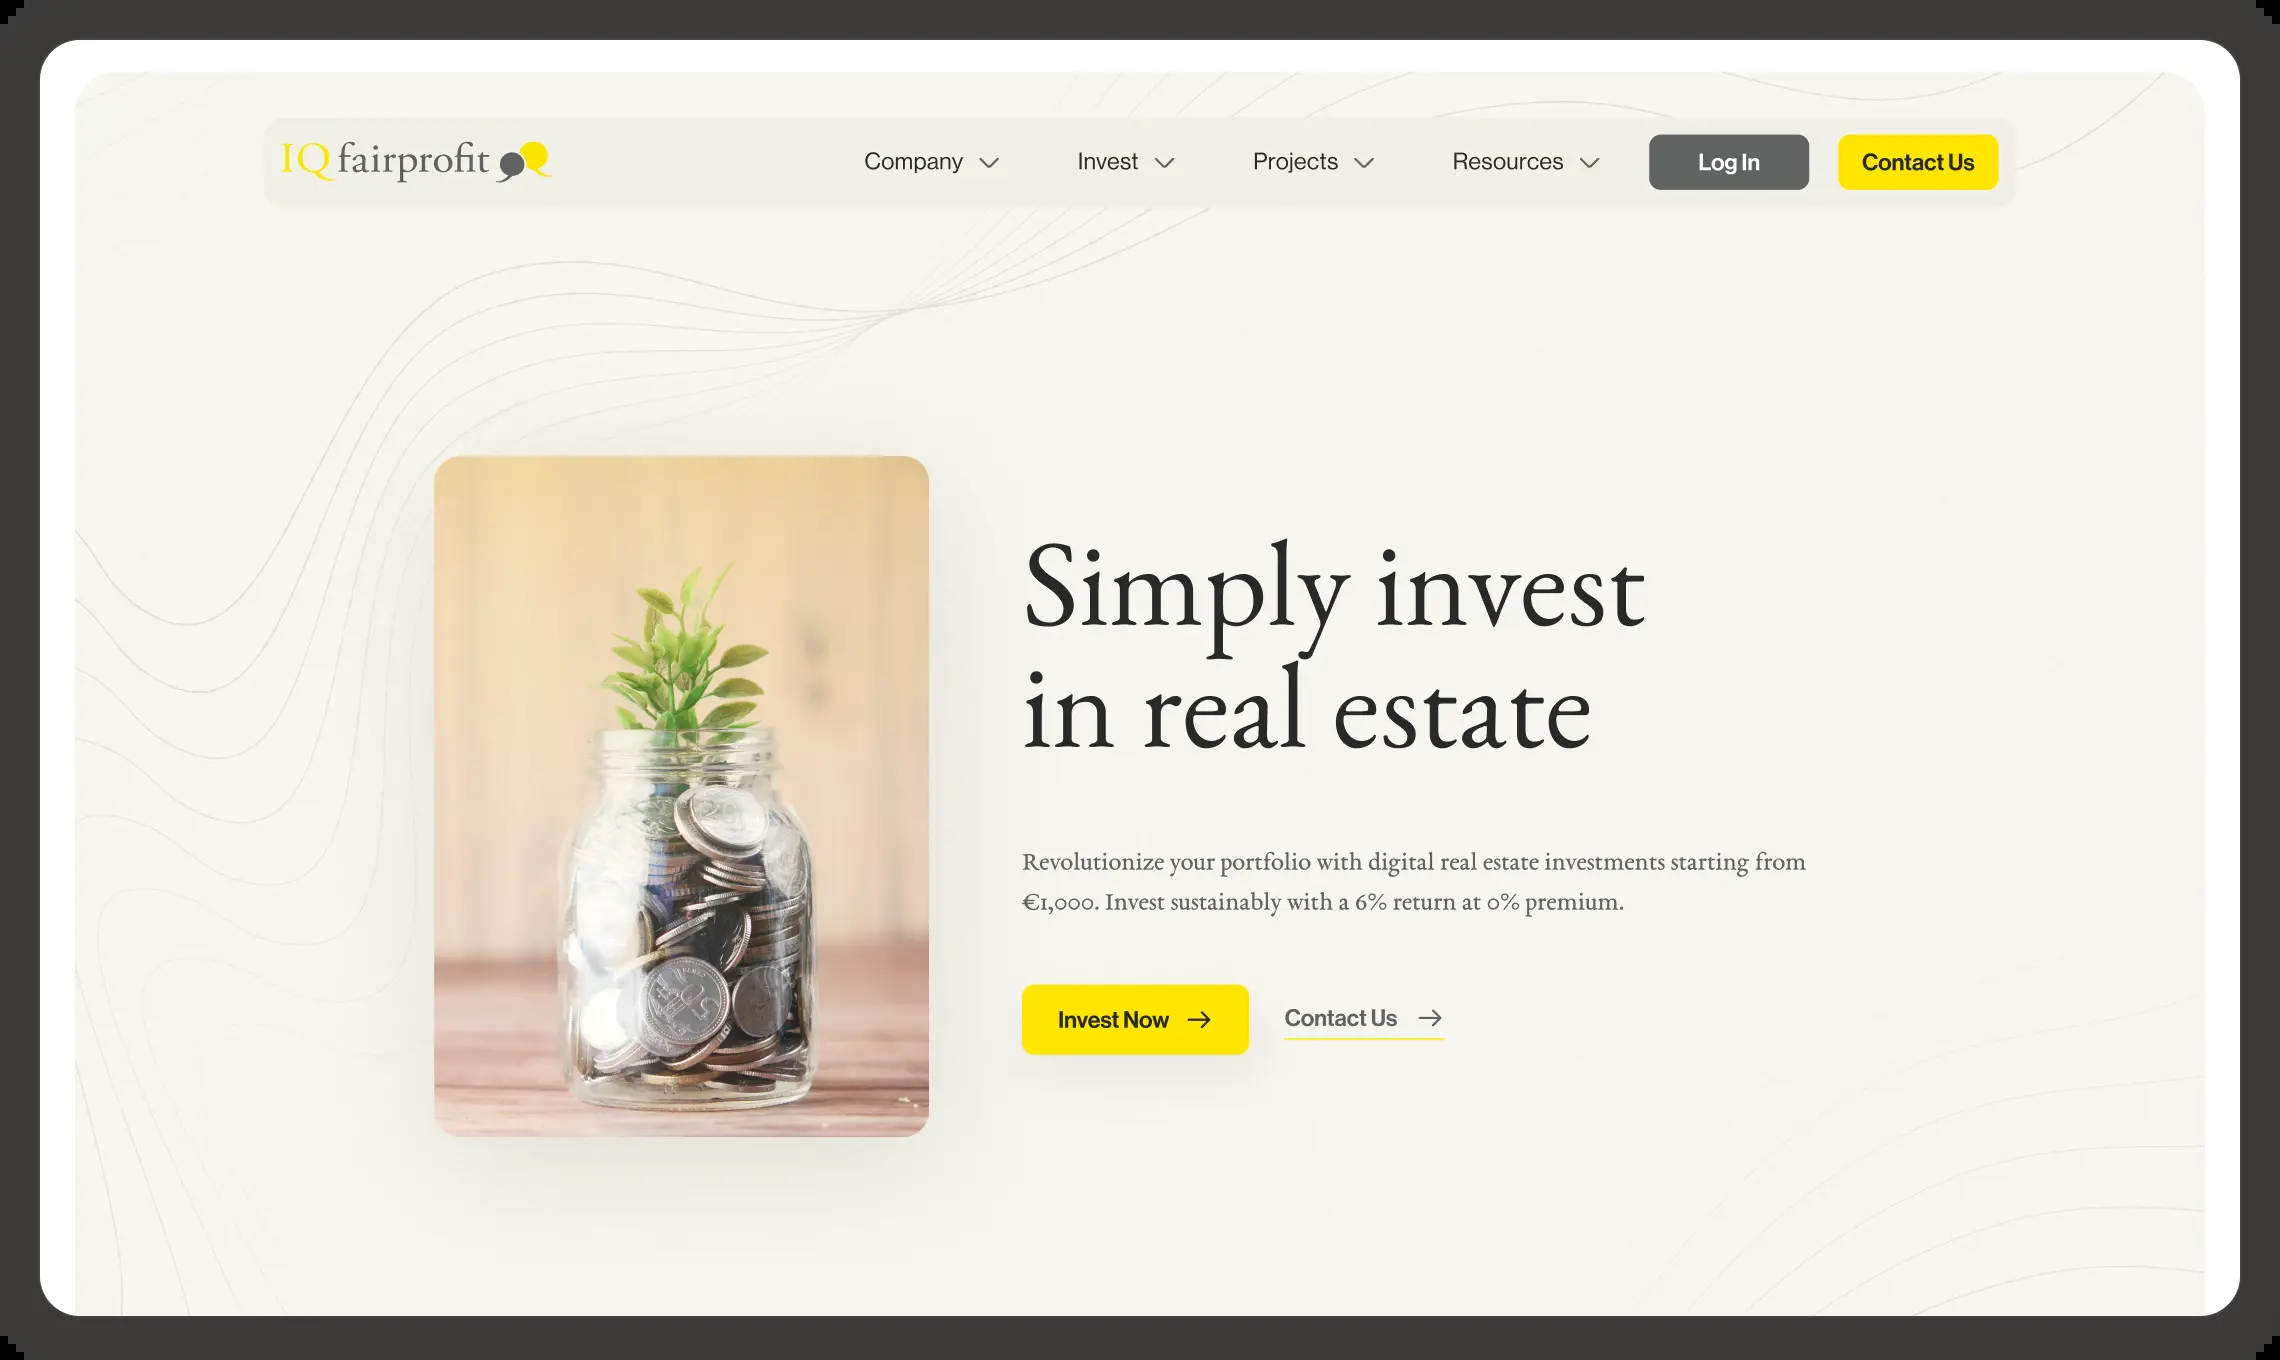 IQ fairprofit
Company
Invest
Projects
Resources
Log In
Contact Us
Simply invest
in real estate
Revolutionize your portfolio with digital real estate investments starting from
€1,000. Invest sustainably with a 6% return at 0% premium.
Invest Now
Contact Us